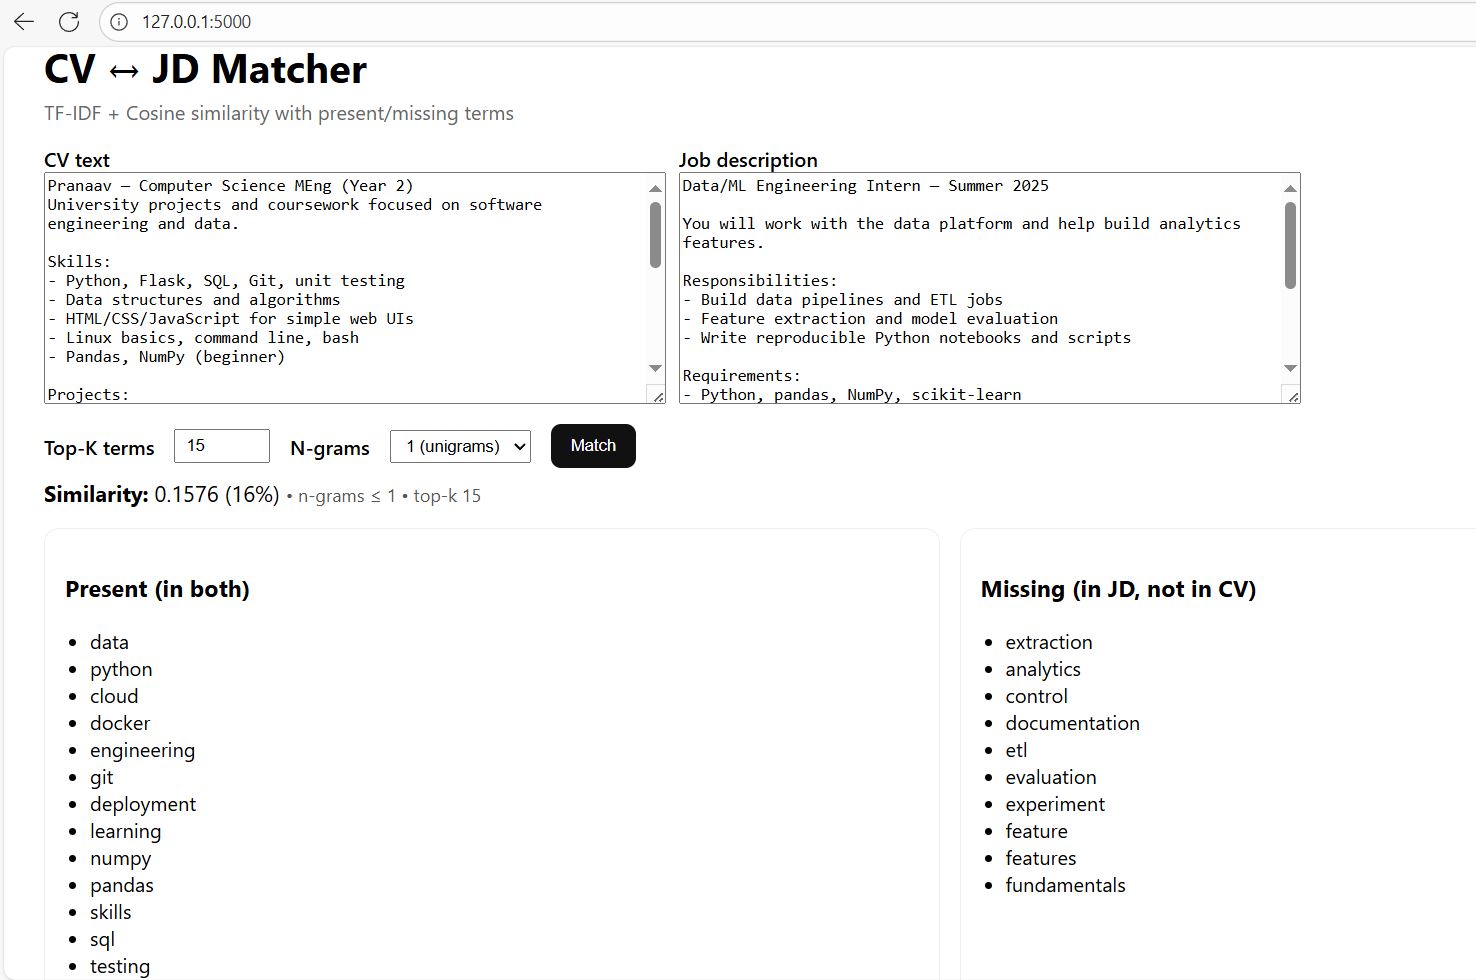 127.0.0.1:5000
CV ↔ JD Matcher
TF-IDF + Cosine similarity with present/missing terms
CV text
Pranaav – Computer Science MEng (Year 2)
University projects and coursework focused on software
engineering and data.
Skills:
- Python, Flask, SQL, Git, unit testing
- Data structures and algorithms
- HTML/CSS/JavaScript for simple web UIs
- Linux basics, command line, bash
- Pandas, NumPy (beginner)
Projects:
Job description
Data/ML Engineering Intern – Summer 2025
You will work with the data platform and help build analytics
features.
Responsibilities:
- Build data pipelines and ETL jobs
- Feature extraction and model evaluation
- Write reproducible Python notebooks and scripts
Requirements:
- Python, pandas, NumPy, scikit-learn
Top-K terms 15 N-grams 1 (unigrams) Match
Similarity: 0.1576 (16%) • n-grams ≤ 1 • top-k 15
Present (in both)
• data
• python
• cloud
• docker
• engineering
• git
• deployment
• learning
• numpy
• pandas
• skills
• sql
• testing
Missing (in JD, not in CV)
• extraction
• analytics
• control
• documentation
• etl
• evaluation
• experiment
• feature
• features
• fundamentals